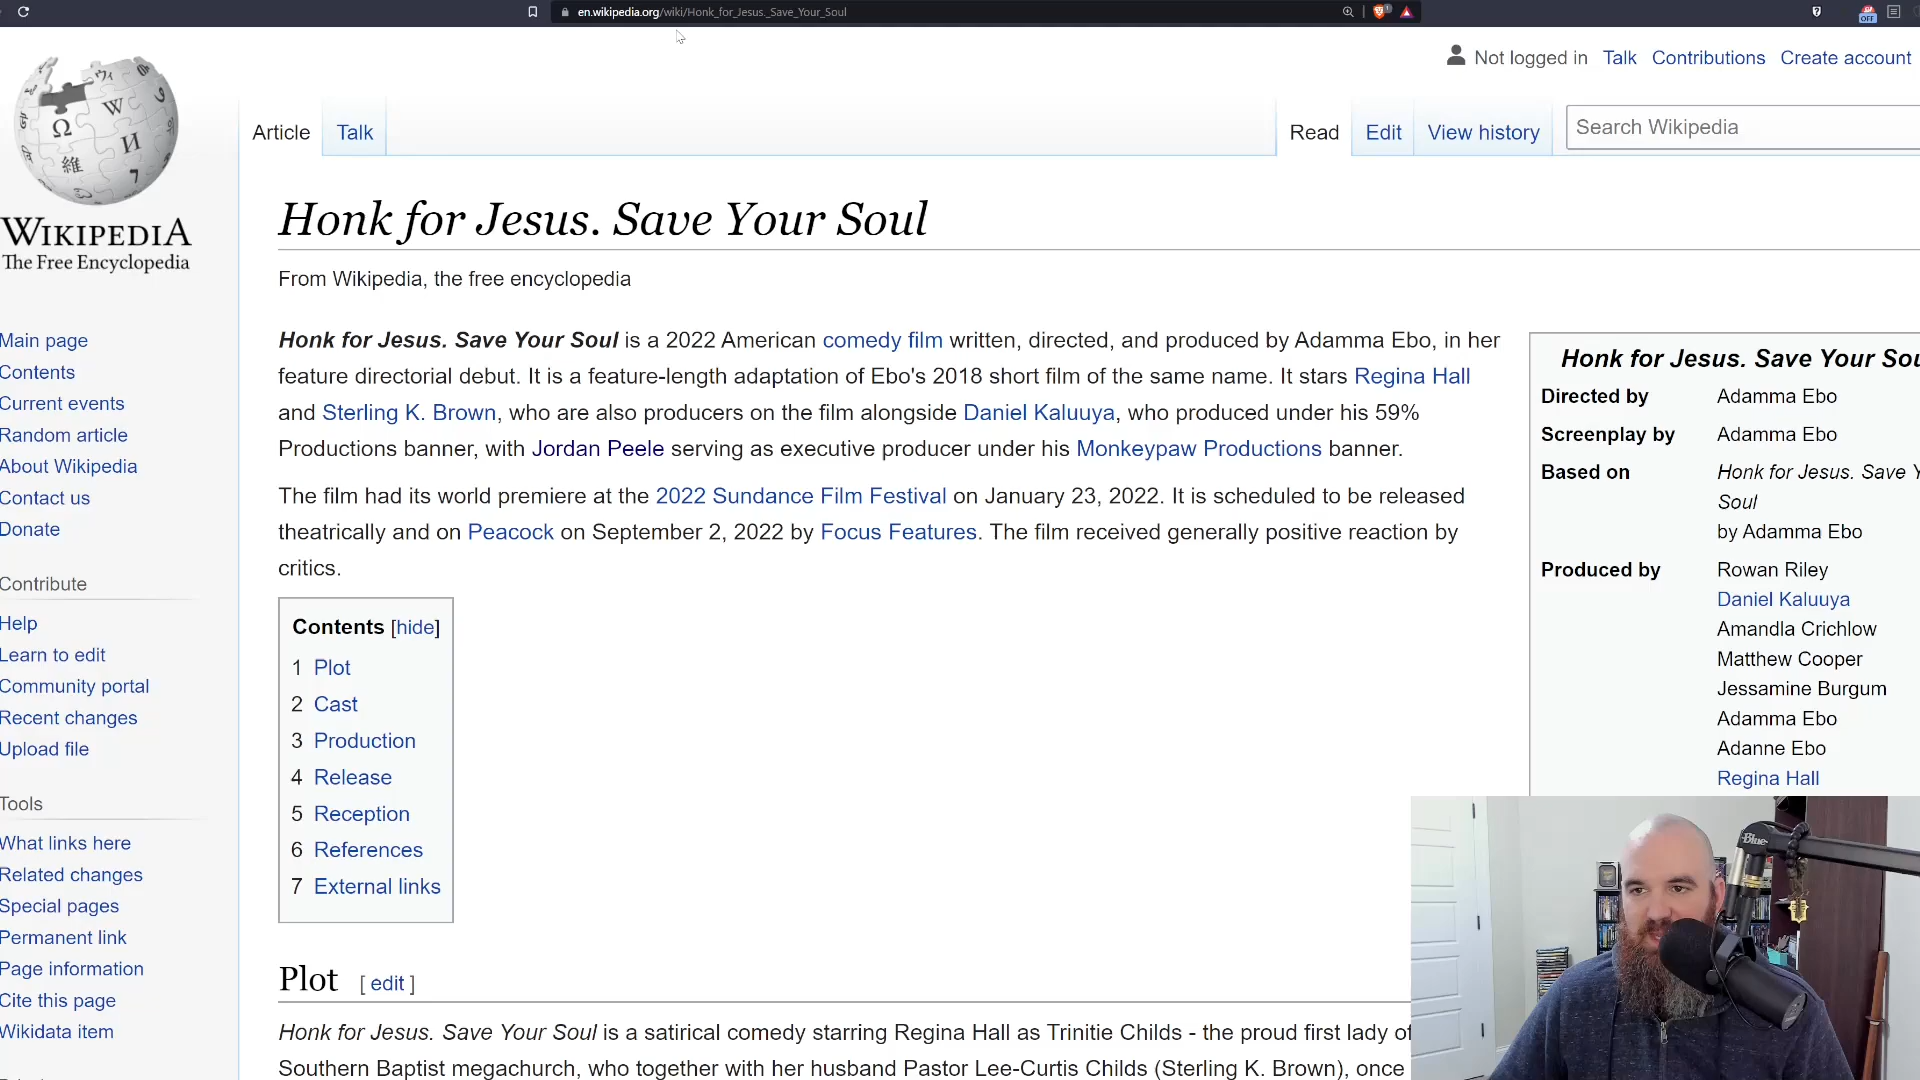 en.wikipedia.org/wiki/Honk_for_Jesus._Save_Your_Soul
1
OFF
Not logged in Talk Contributions Create account
Article Talk Read Edit View history Search Wikipedia
WIKIPEDIA
The Free Encyclopedia
Main page
Contents
Current events
Random article
About Wikipedia
Contact us
Donate
Contribute
Help
Learn to edit
Community portal
Recent changes
Upload file
Tools
What links here
Related changes
Special pages
Permanent link
Page information
Cite this page
Wikidata item
Honk for Jesus. Save Your Soul
From Wikipedia, the free encyclopedia
Honk for Jesus. Save Your Soul is a 2022 American comedy film written, directed, and produced by Adamma Ebo, in her
feature directorial debut. It is a feature-length adaptation of Ebo's 2018 short film of the same name. It stars Regina Hall
and Sterling K. Brown, who are also producers on the film alongside Daniel Kaluuya, who produced under his 59%
Productions banner, with Jordan Peele serving as executive producer under his Monkeypaw Productions banner.
The film had its world premiere at the 2022 Sundance Film Festival on January 23, 2022. It is scheduled to be released
theatrically and on Peacock on September 2, 2022 by Focus Features. The film received generally positive reaction by
critics.
Contents [hide]
1 Plot
2 Cast
3 Production
4 Release
5 Reception
6 References
7 External links
Plot [ edit ]
Honk for Jesus. Save Your Soul is a satirical comedy starring Regina Hall as Trinitie Childs - the proud first lady of
Southern Baptist megachurch, who together with her husband Pastor Lee-Curtis Childs (Sterling K. Brown), once
Honk for Jesus. Save Your Sou
Directed by Adamma Ebo
Screenplay by Adamma Ebo
Based on Honk for Jesus. Save Y
Soul
by Adamma Ebo
Produced by Rowan Riley
Daniel Kaluuya
Amandla Crichlow
Matthew Cooper
Jessamine Burgum
Adamma Ebo
Adanne Ebo
Regina Hall
Blue